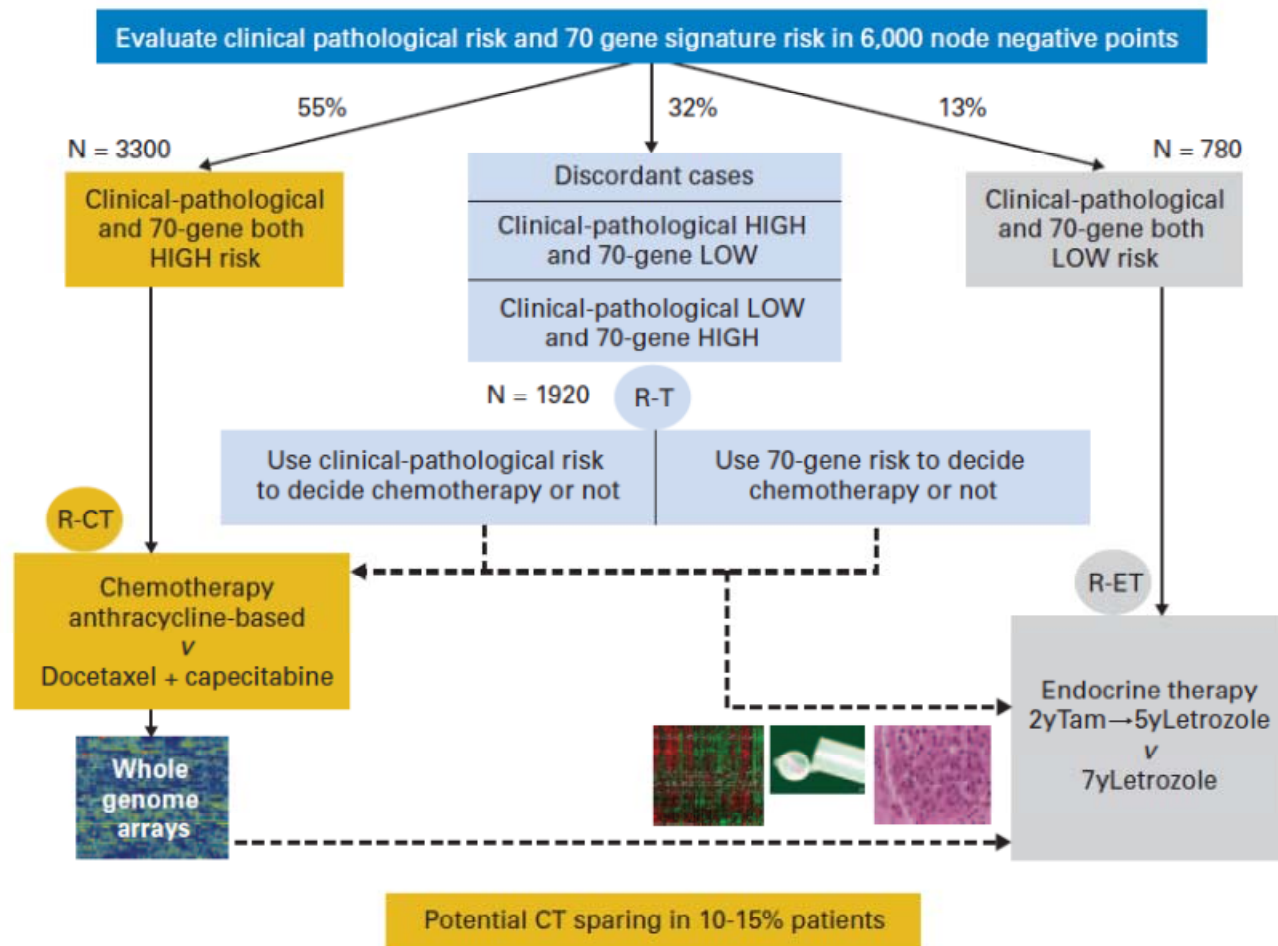 Evaluate clinical pathological risk and 70 gene signature risk in 6,000 node negative points
55%
32%
13%
N = 3300
N = 780
Clinical-pathological
and 70-gene both
HIGH risk
Discordant cases
Clinical-pathological HIGH
and 70-gene LOW
Clinical-pathological LOW
and 70-gene HIGH
Clinical-pathological
and 70-gene both
LOW risk
N = 1920
R-T
Use clinical-pathological risk
to decide chemotherapy or not
Use 70-gene risk to decide
chemotherapy or not
R-CT
Chemotherapy
anthracycline-based
v
Docetaxel + capecitabine
R-ET
Endocrine therapy
2yTam→5yLetrozole
v
7yLetrozole
Whole
genome
arrays
Potential CT sparing in 10-15% patients